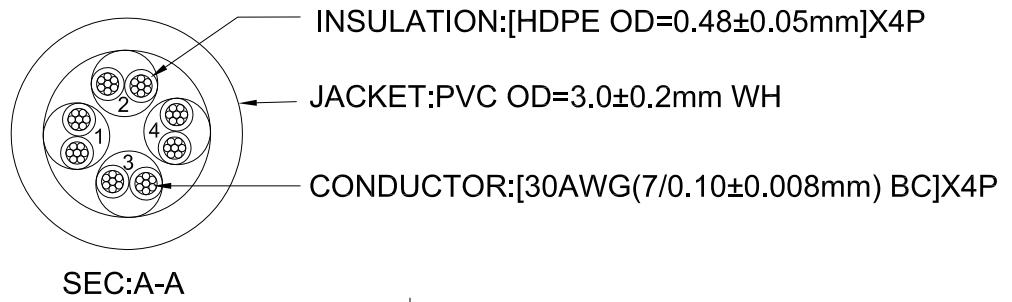 INSULATION:[HDPE OD=0.48±0.05mm]X4P
2
JACKET:PVC OD=3.0±0.2mm WH
1
4
3
CONDUCTOR:[30AWG(7/0.10±0.008mm) BC]X4P
SEC:A-A